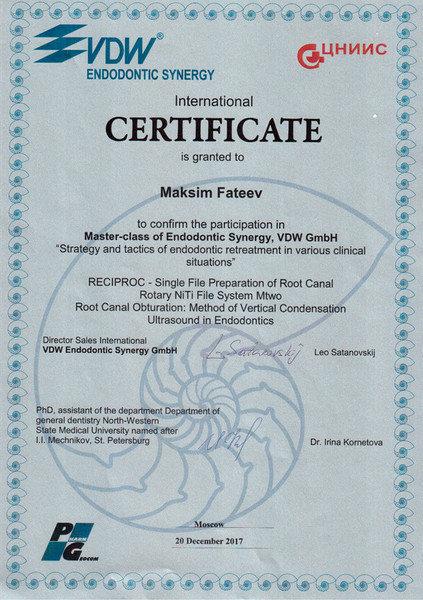 VDW®
ЦНИИС
ENDODONTIC SYNERGY
International
CERTIFICATE
is granted to
Maksim Fateev
to confirm the participation in
Master-class of Endodontic Synergy, VDW GmbH
"Strategy and tactics of endodontic retreatment in various clinical
situations"
RECIPROC - Single File Preparation of Root Canal
Rotary NiTi File System Mtwo
Root Canal Obturation: Method of Vertical Condensation
Ultrasound in Endodontics
Director Sales International
VDW Endodontic Synergy GmbH
L. Satanovskij
Leo Satanovskij
PhD, assistant of the department Department of
general dentistry North-Western
State Medical University named after
I.I. Mechnikov, St. Petersburg
Dr. Irina Kornetova
Moscow
20 December 2017
PHARM
GEOCOM